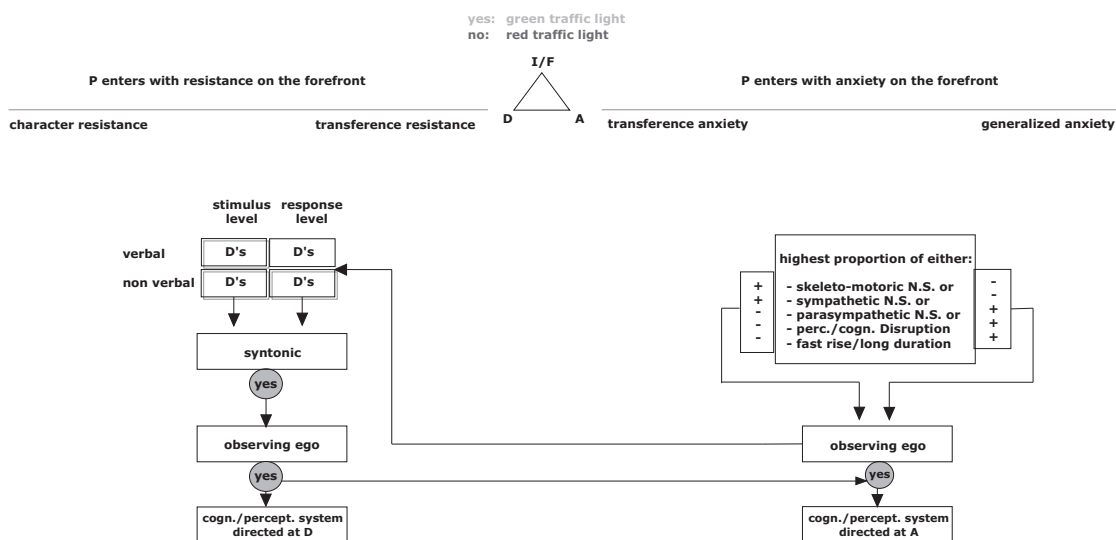 yes: green traffic light
no: red traffic light
I/F
P enters with resistance on the forefront
P enters with anxiety on the forefront
D
A
character resistance
transference resistance
transference anxiety
generalized anxiety
stimulus level
response level
verbal
D's
D's
non verbal
D's
D's
syntonic
yes
observing ego
yes
cogn./percept. system
directed at D
highest proportion of either:
+
- skeleto-motoric N.S. or
-
+
- sympathetic N.S. or
-
-
- parasympathetic N.S. or
+
-
- perc./cogn. Disruption
+
-
- fast rise/long duration
+
observing ego
yes
cogn./percept. system
directed at A